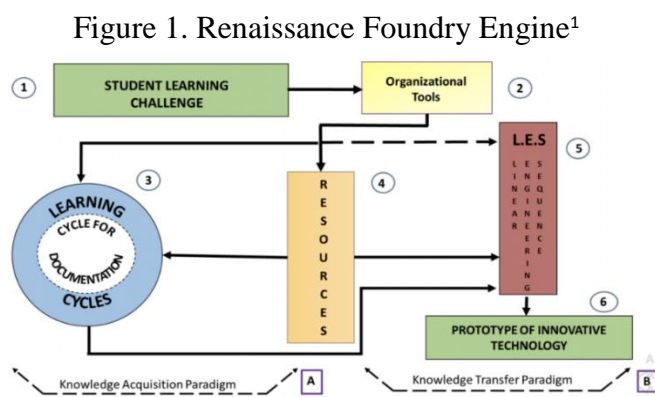 Figure 1. Renaissance Foundry Engine¹
1
STUDENT LEARNING
CHALLENGE
Organizational
Tools
2
L.E.S
LINEAR
ENGINEERING
SEQUENCE
5
3
LEARNING
CYCLE FOR
DOCUMENTATION
CYCLES
RESOURCES
4
6
PROTOTYPE OF INNOVATIVE
TECHNOLOGY
Knowledge Acquisition Paradigm
A
Knowledge Transfer Paradigm
B